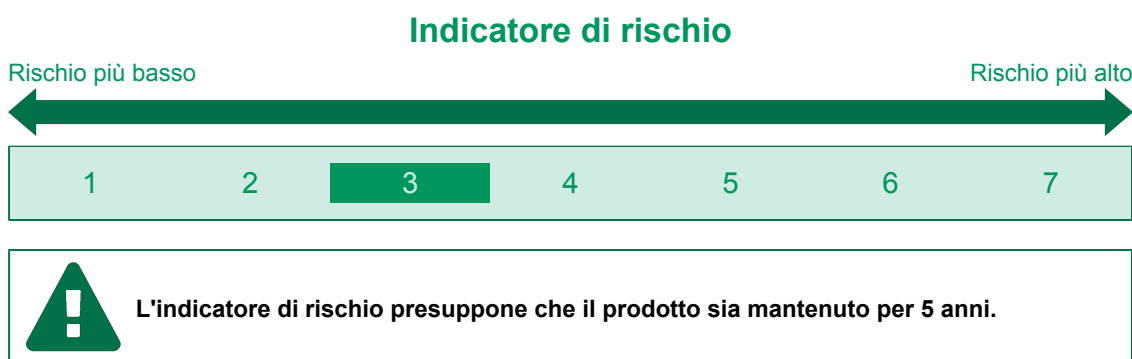 Indicatore di rischio
Rischio più basso Rischio più alto
1 2 3 4 5 6 7
L'indicatore di rischio presuppone che il prodotto sia mantenuto per 5 anni.